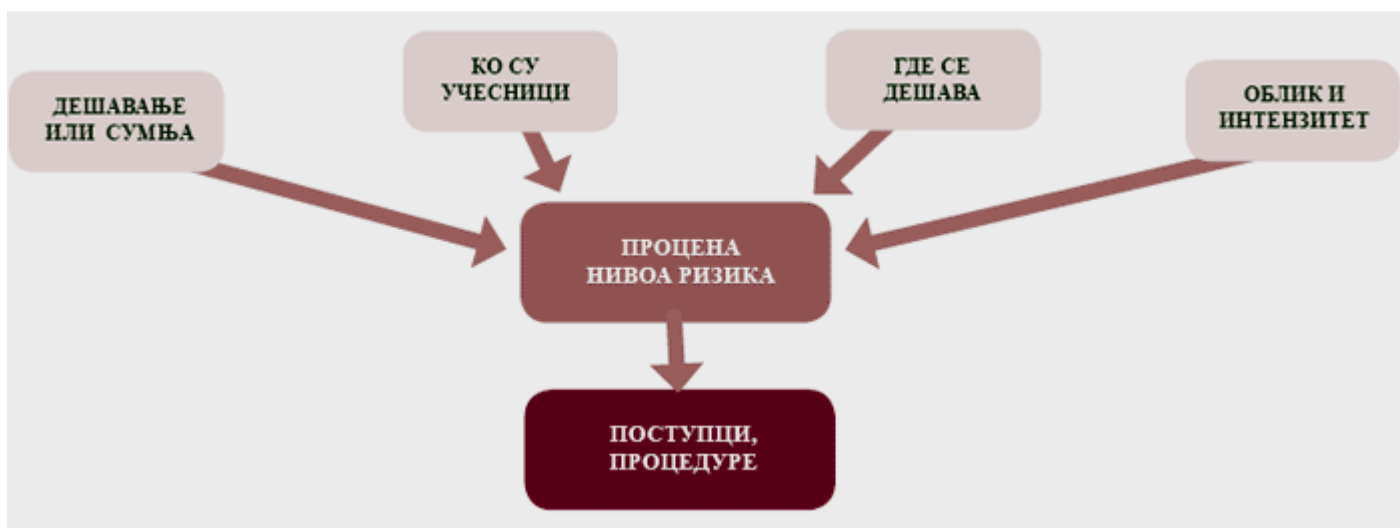 ДЕШАВАЊЕ
ИЛИ СУМЊА
КО СУ
УЧЕСНИЦИ
ГДЕ СЕ
ДЕШАВА
ОБЛИК И
ИНТЕНЗИТЕТ
ПРОЦЕНА
НИВОА РИЗИКА
ПОСТУПЦИ,
ПРОЦЕДУРЕ